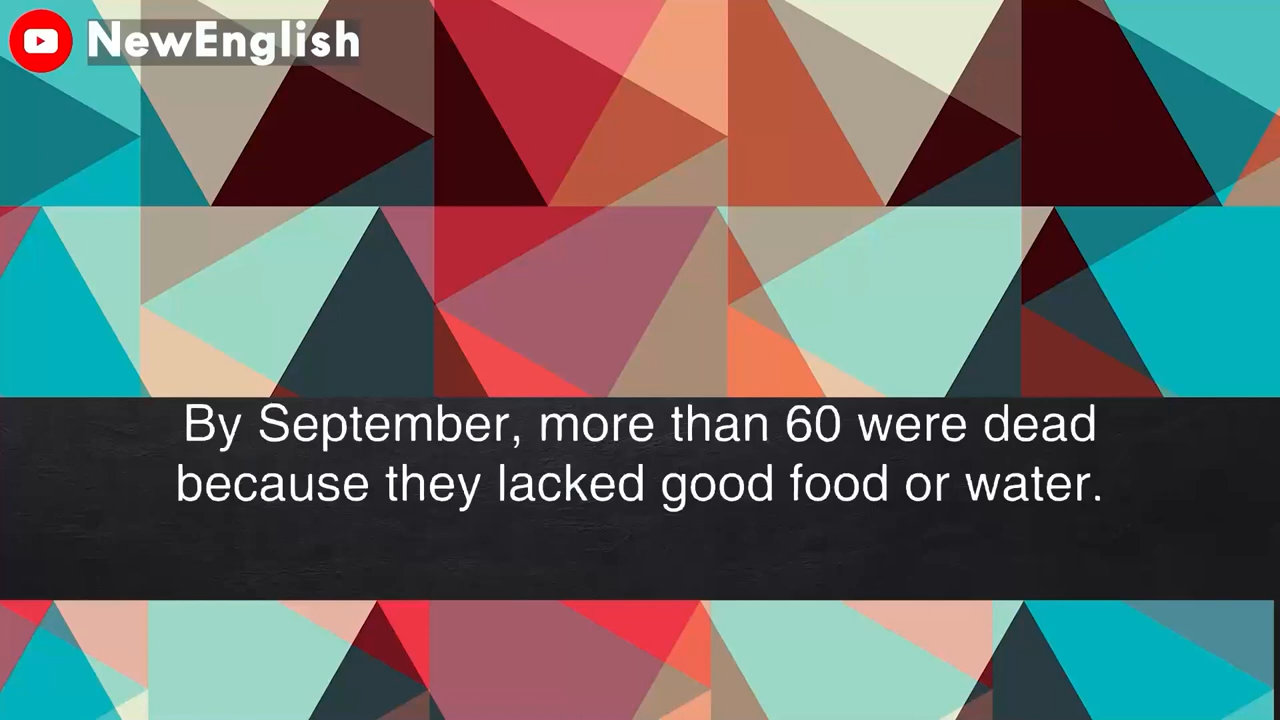 NewEnglish
By September, more than 60 were dead
because they lacked good food or water.